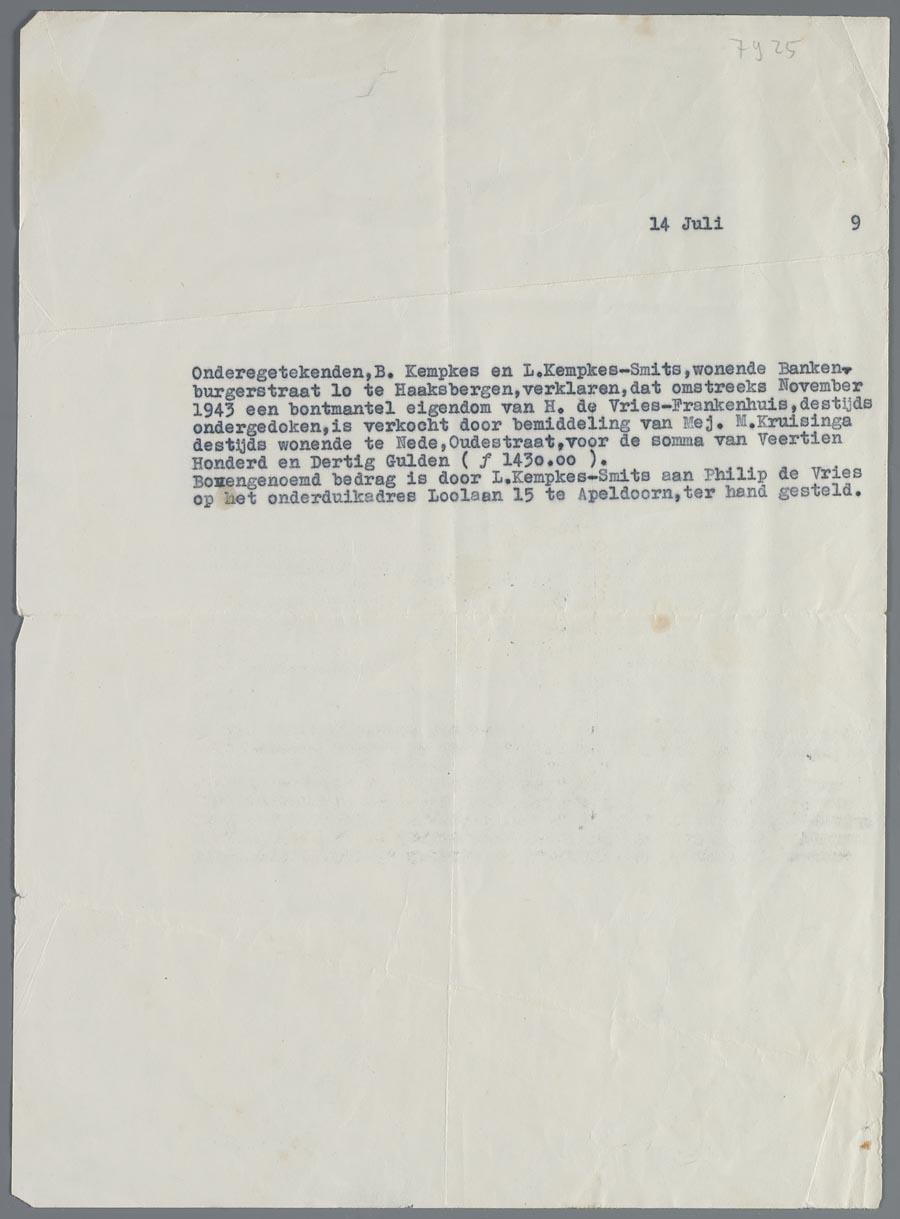 7925
14 Juli 9
Onderegetekenden,B. Kempkes en L.Kempkes-Smits,wonende Banken-
burgerstraat 1o te Haaksbergen,verklaren,dat omstreeks November
1943 een bontmantel eigendom van H. de Vries-Frankenhuis,destijds
ondergedoken,is verkocht door bemiddeling van Mej. M.Kruisinga
destijds wonende te Nede,Oudestraat,voor de somma van Veertien
Honderd en Dertig Gulden ( ƒ 143o.oo ).
Bovengenoemd bedrag is door L.Kempkes-Smits aan Philip de Vries
op het onderduikadres Loolaan 15 te Apeldoorn,ter hand gesteld.